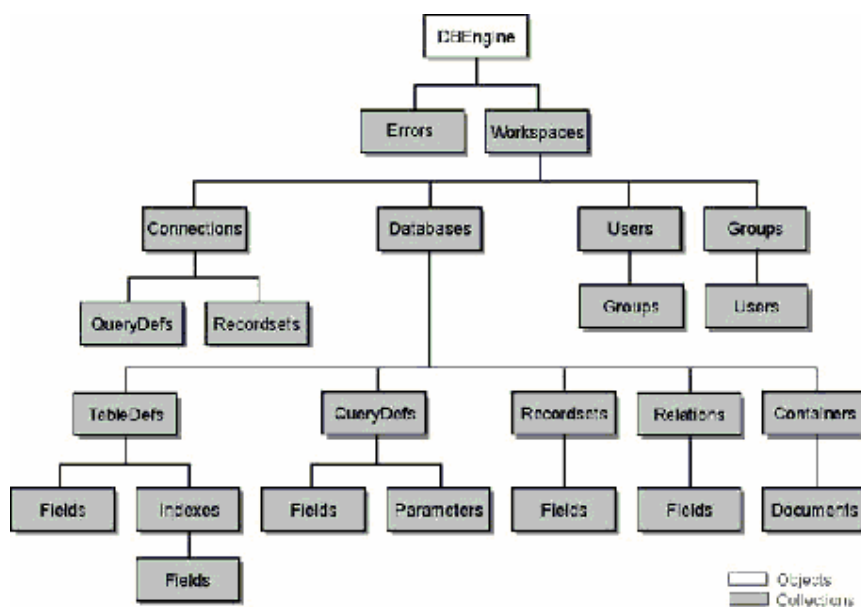 DBEngine
Errors Workspaces
Connections Databases Users Groups
QueryDefs Recordsets Groups Users
TableDefs QueryDefs Recordsets Relations Containers
Fields Indexes Fields Parameters Fields Fields Documents
Fields
Objects
Collections